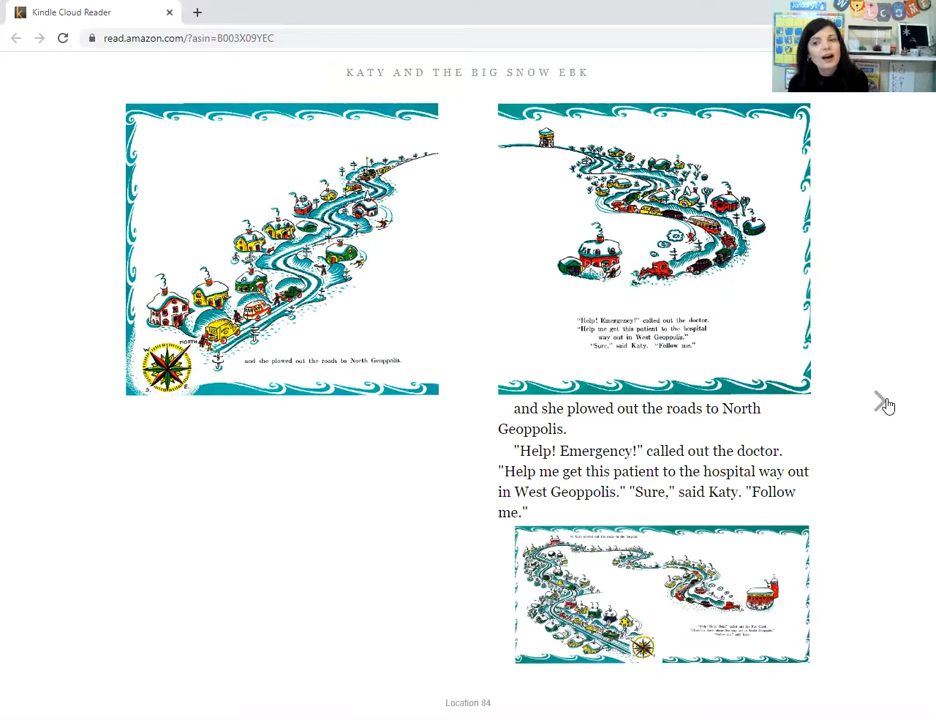 Kindle Cloud Reader
read.amazon.com/?asin=B003X09YEC
KATY AND THE BIG SNOW EBK
NORTH
W
S
E
and she plowed out the roads to North Geoppolis.
"Help! Emergency!" called out the doctor.
"Help me get this patient to the hospital
way out in West Geoppolis."
"Sure," said Katy. "Follow me."
and she plowed out the roads to North
Geoppolis.
"Help! Emergency!" called out the doctor.
"Help me get this patient to the hospital way out
in West Geoppolis." "Sure," said Katy. "Follow
me."
Location 84